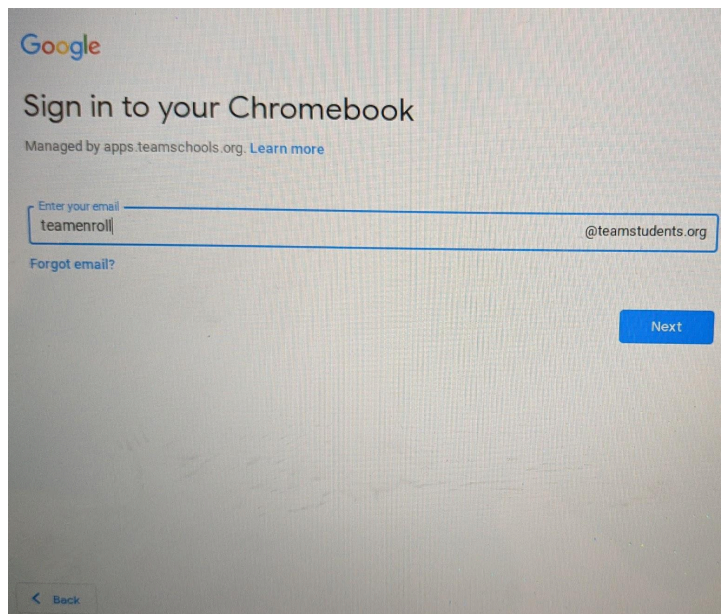 Google
Sign in to your Chromebook
Managed by apps.teamschools.org. Learn more
Enter your email
teamenroll @teamstudents.org
Forgot email?
Next
Back